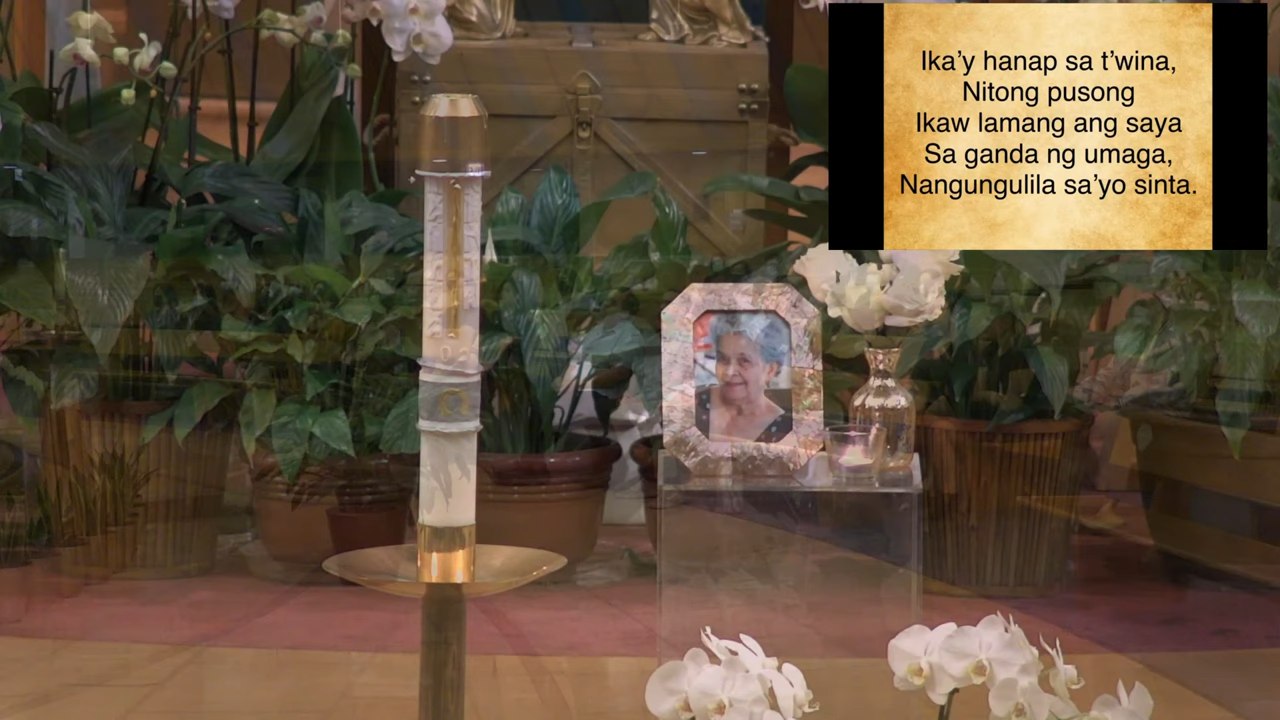 Ika’y hanap sa t’wina,
Nitong pusong
Ikaw lamang ang saya
Sa ganda ng umaga,
Nangungulila sa’yo sinta.